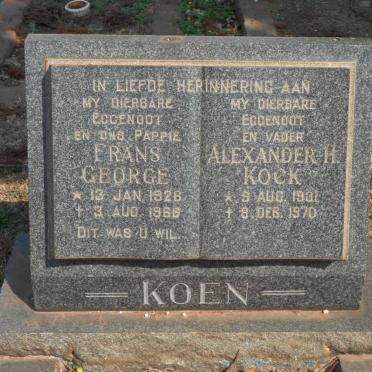 IN LIEFDE HERINNERING AAN
MY DIERBARE
EGGENOOT
EN ONS PAPPIE
FRANS
GEORGE
★ 13 JAN. 1926
✝ 3 AUG. 1966
DIT WAS U WIL.
MY DIERBARE
EGGENOOT
EN VADER
ALEXANDER H.
KOCK
★ 9 AUG. 1931
✝ 8 DES. 1970
KOEN